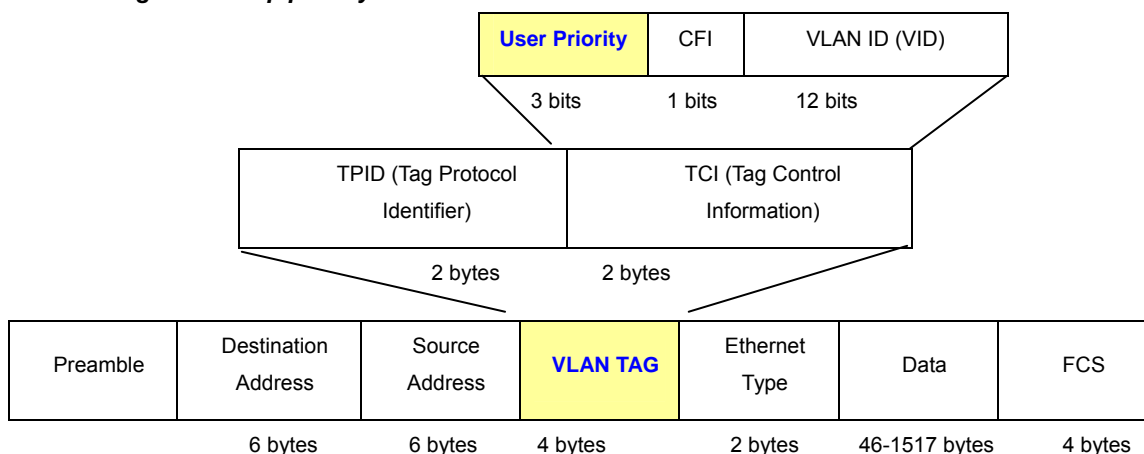 User Priority CFI VLAN ID (VID)
3 bits 1 bits 12 bits
TPID (Tag Protocol
Identifier)
TCI (Tag Control
Information)
2 bytes 2 bytes
Preamble
Destination
Address
Source
Address
VLAN TAG
Ethernet
Type
Data
FCS
6 bytes 6 bytes 4 bytes 2 bytes 46-1517 bytes 4 bytes